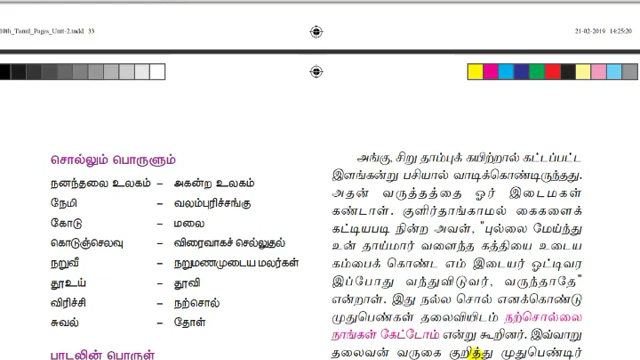 10th_Tamil_Pages_Unit-2.indd 33
21-02-2019 14:25:20
சொல்லும் பொருளும்
நனந்தலை உலகம் – அகன்ற உலகம்
நேமி – வலம்புரிச்சங்கு
கோடு – மலை
கொடுஞ்செலவு – விரைவாகச் செல்லுதல்
நறுவீ – நறுமணமுடைய மலர்கள்
தூஉய் – தூவி
விரிச்சி – நற்சொல்
சுவல் – தோள்
பாடலின் பொருள்
அங்கு, சிறு தாம்புக் கயிற்றால் கட்டப்பட்ட
இளங்கன்று பசியால் வாடிக்கொண்டிருந்தது.
அதன் வருத்தத்தை ஓர் இடைமகள்
கண்டாள். குளிர்தாங்காமல் கைகளைக்
கட்டியபடி நின்ற அவள், "புல்லை மேய்ந்து
உன் தாய்மார் வளைந்த கத்தியை உடைய
கம்பைக் கொண்ட எம் இடையர் ஓட்டிவர
இப்போது வந்துவிடுவர், வருந்தாதே"
என்றாள். இது நல்ல சொல் எனக்கொண்டு
முதுபெண்கள் தலைவியிடம் நற்சொல்லை
நாங்கள் கேட்டோம் என்று கூறினர். இவ்வாறு
தலைவன் வருகை குறித்து முதுபெண்டிர்